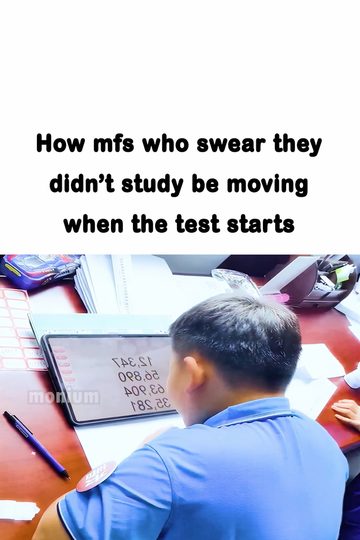 How mfs who swear they
didn't study be moving
when the test starts
12,347
56,890
63,904
35,281
monium